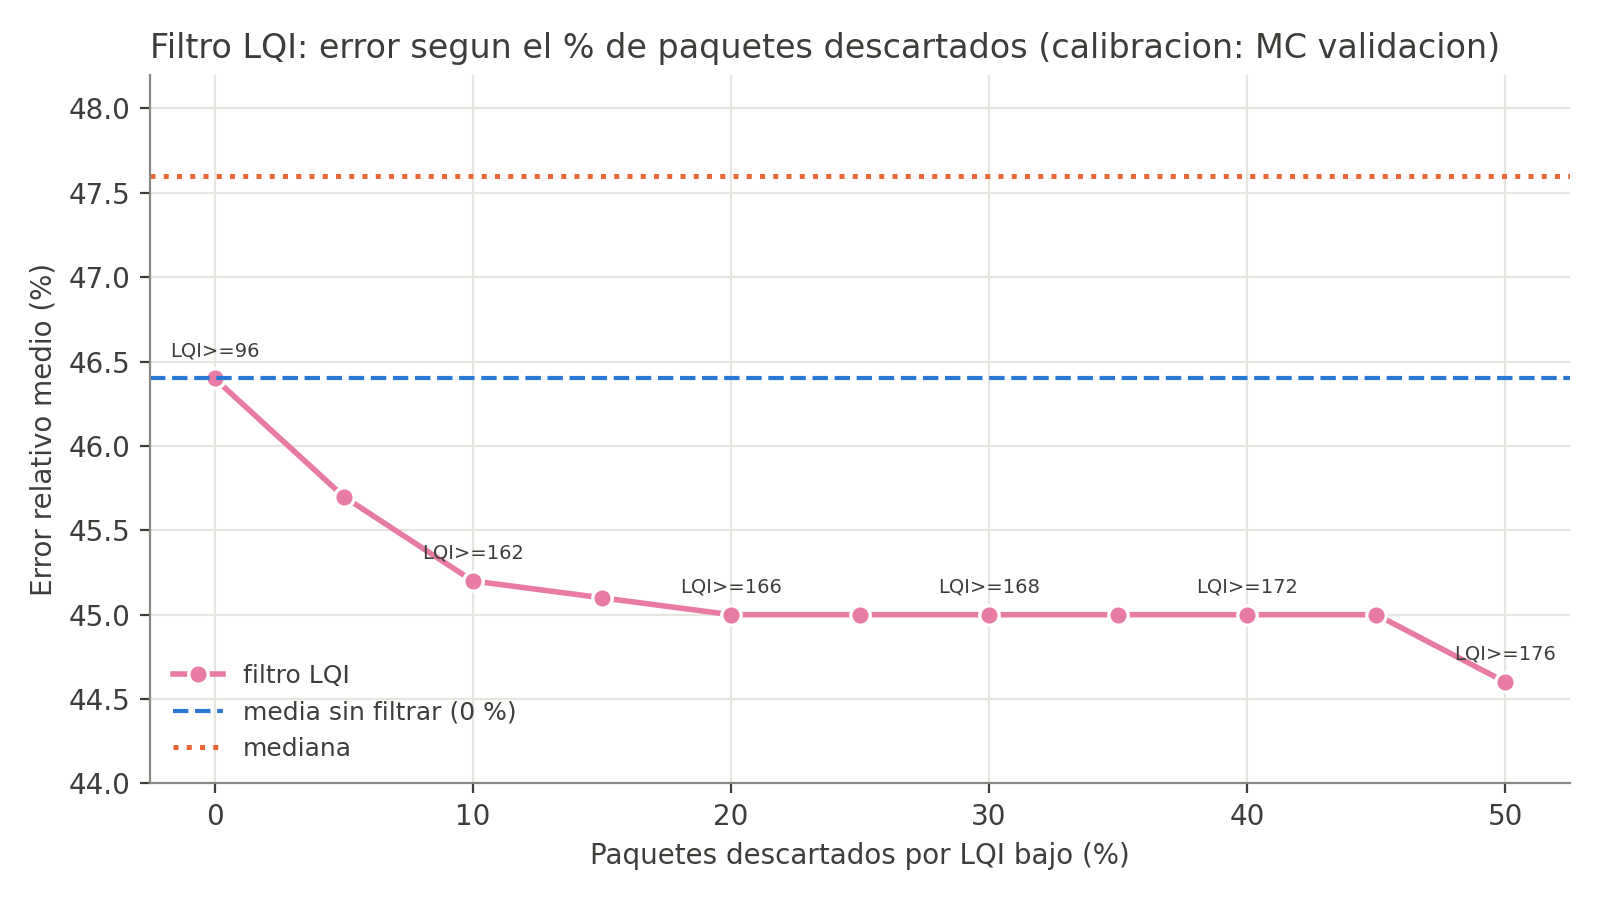 Filtro LQI: error segun el % de paquetes descartados (calibracion: MC validacion)
Error relativo medio (%)
48.0
47.5
47.0
46.5
46.0
45.5
45.0
44.5
44.0
LQI>=96
LQI>=162
LQI>=166
LQI>=168
LQI>=172
LQI>=176
filtro LQI
media sin filtrar (0 %)
mediana
0
10
20
30
40
50
Paquetes descartados por LQI bajo (%)